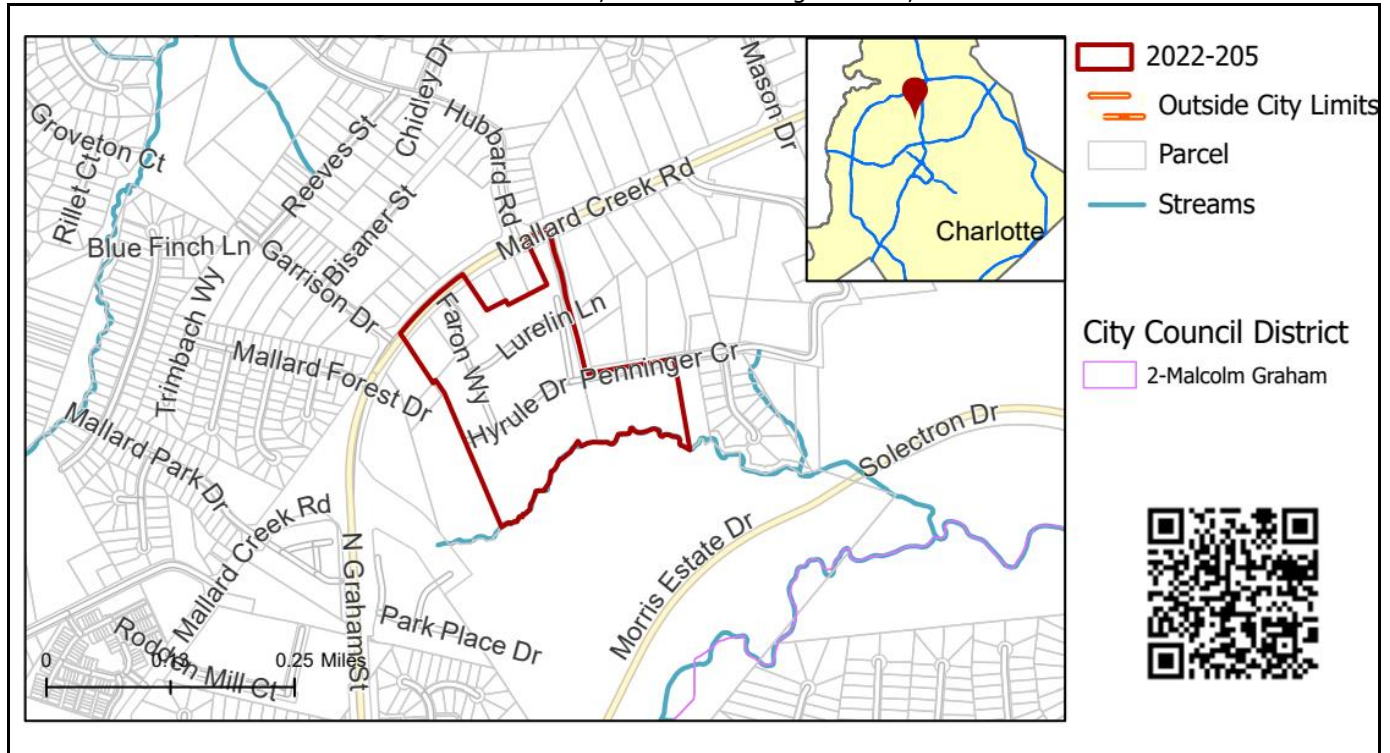 Groveton Ct
Rillet Ct
Blue Finch Ln
Trimbach Wy
Reeves St
Chidley Dr
Hubbard Rd
Bisaner St
Garrison Dr
Mason Dr
Mallard Creek Rd
Faron Wy
Lurelin Ln
Hyrule Dr
Penninger Cr
Mallard Forest Dr
Mallard Park Dr
Mallard Creek Rd
N Graham St
Park Place Dr
Morris Estate Dr
Solectron Dr
0
0.13
0.25 Miles
Charlotte
2022-205
Outside City Limits
Parcel
Streams
City Council District
2-Malcolm Graham